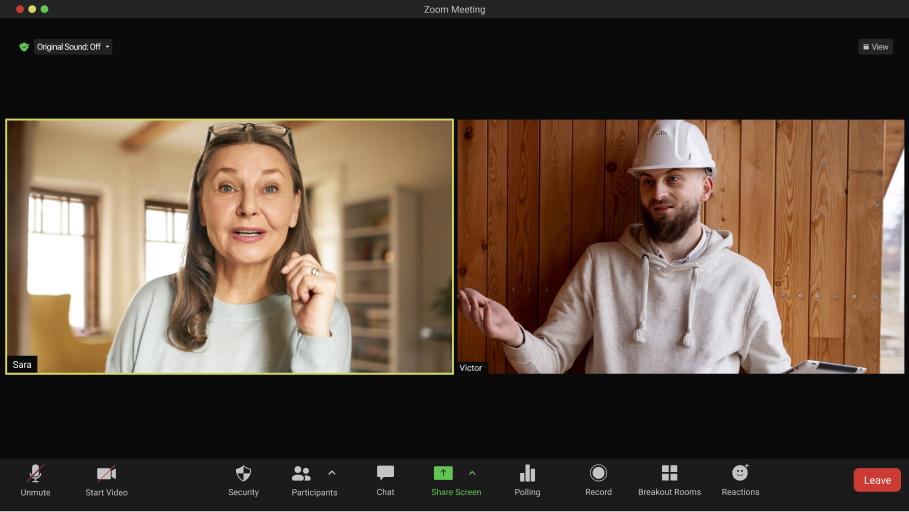 Zoom Meeting
Original Sound: Off
View
Sara
Victor
Unmute
Start Video
Security
Participants
Chat
Share Screen
Polling
Record
Breakout Rooms
Reactions
Leave